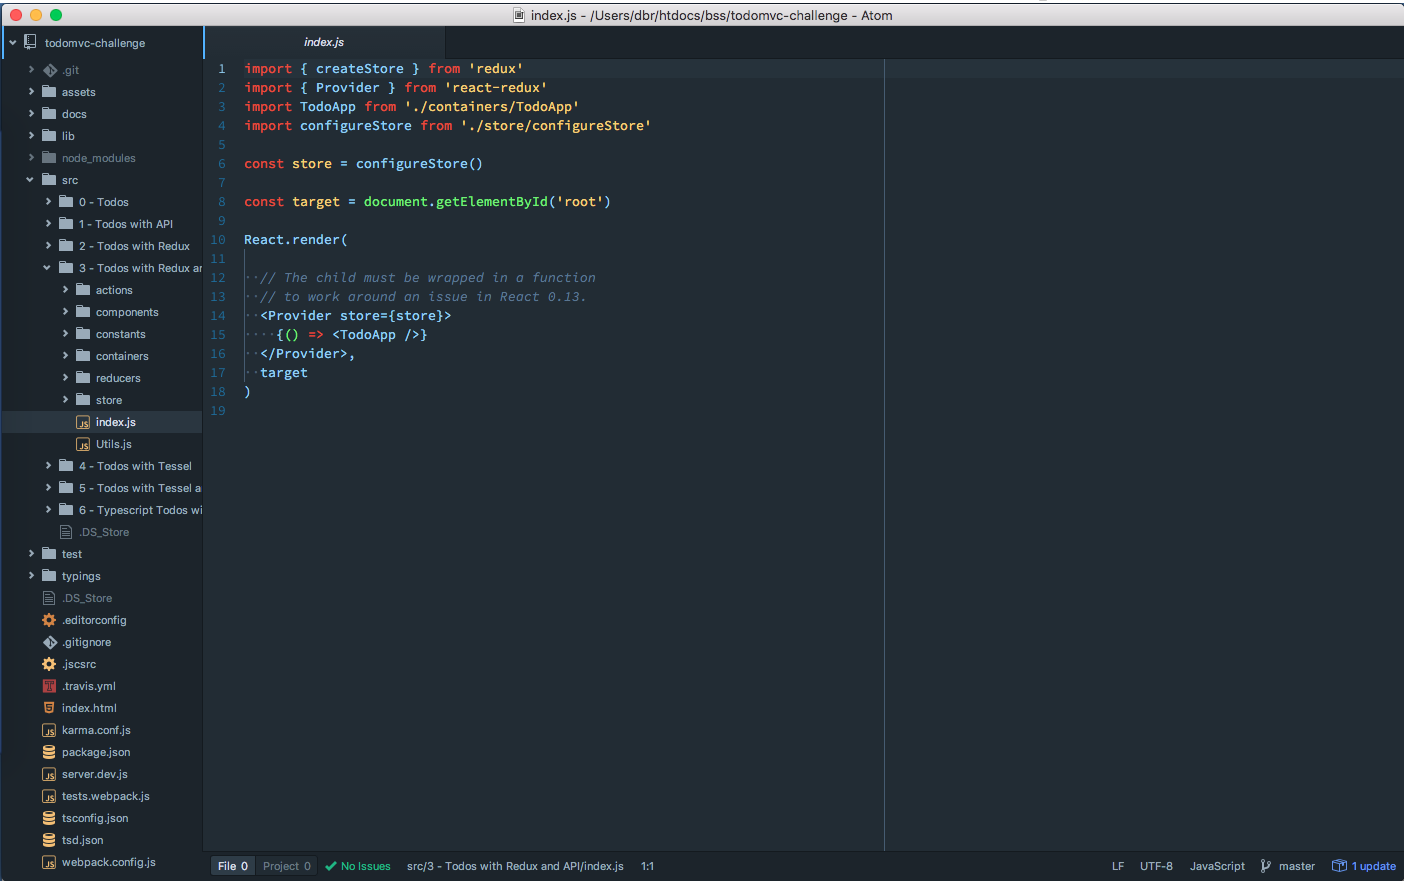 index.js - /Users/dbr/htdocs/bss/todomvc-challenge - Atom
todomvc-challenge
.git
assets
docs
lib
node_modules
src
0 - Todos
1 - Todos with API
2 - Todos with Redux
3 - Todos with Redux ar
actions
components
constants
containers
reducers
store
index.js
Utils.js
4 - Todos with Tessel
5 - Todos with Tessel a
6 - Typescript Todos wi
.DS_Store
test
typings
.DS_Store
.editorconfig
.gitignore
.jscsrc
.travis.yml
index.html
karma.conf.js
package.json
server.dev.js
tests.webpack.js
tsconfig.json
tsd.json
webpack.config.js
index.js
1 import { createStore } from 'redux'
2 import { Provider } from 'react-redux'
3 import TodoApp from './containers/TodoApp'
4 import configureStore from './store/configureStore'
5
6 const store = configureStore()
7
8 const target = document.getElementById('root')
9
10 React.render(
11
12 // The child must be wrapped in a function
13 // to work around an issue in React 0.13.
14 <Provider store={store}>
15 {() => <TodoApp />}
16 </Provider>,
17 target
18 )
19
File 0 Project 0 No Issues src/3 - Todos with Redux and API/index.js 1:1 LF UTF-8 JavaScript master 1 update